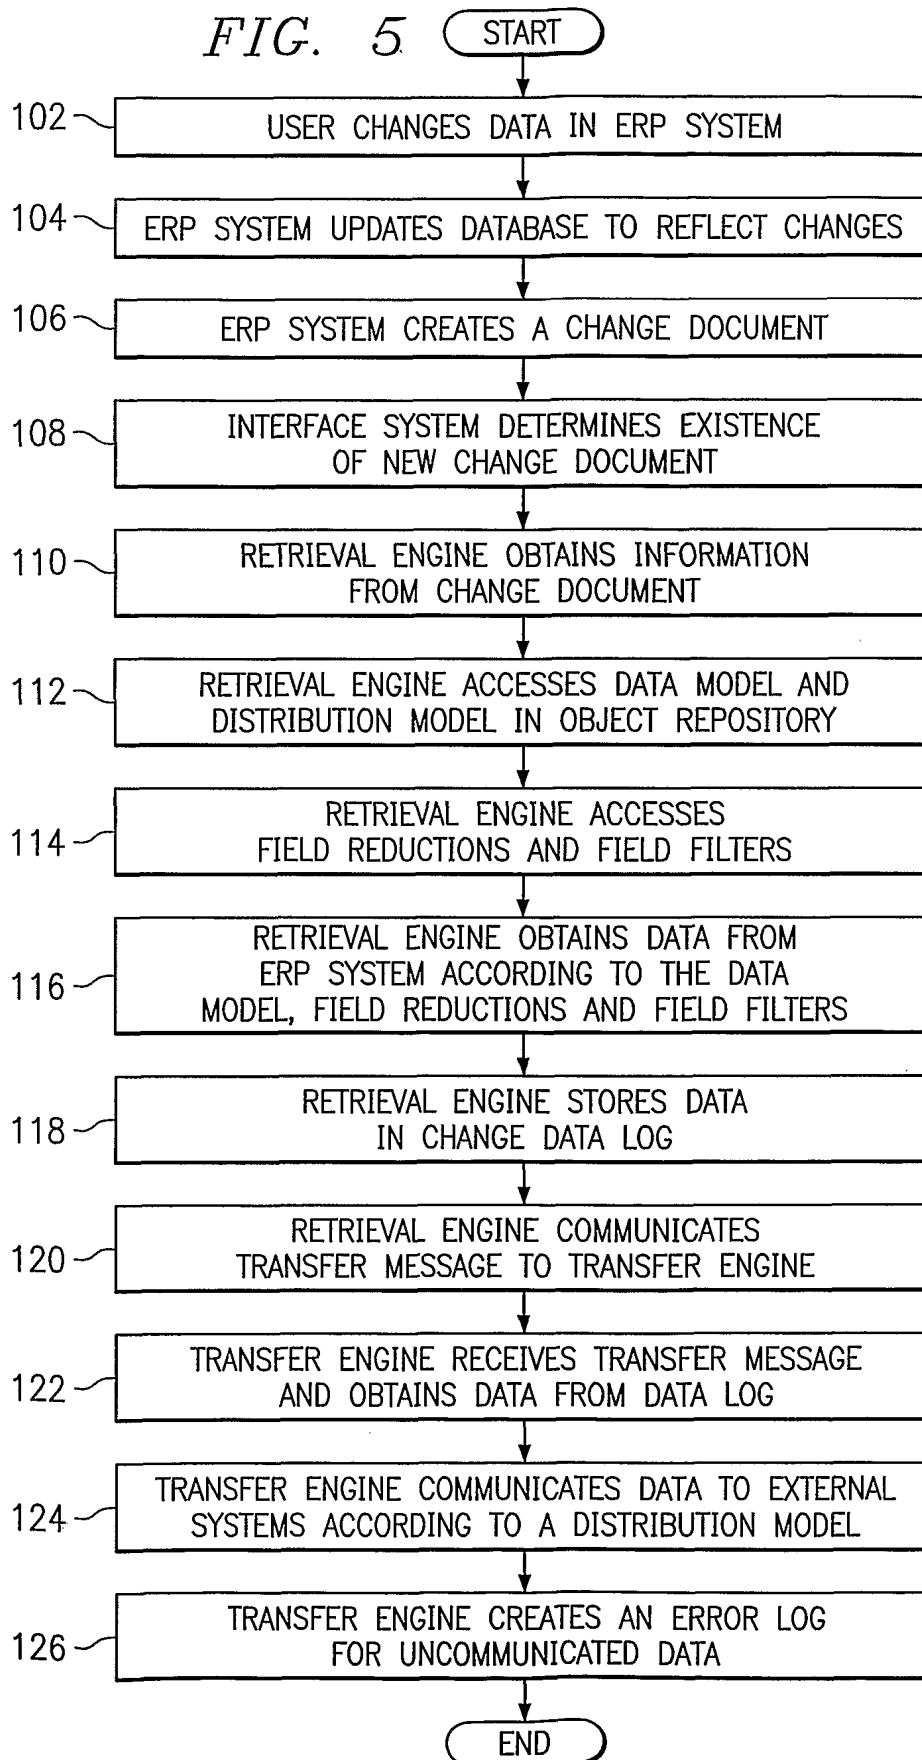 FIG. 5
START
102
USER CHANGES DATA IN ERP SYSTEM
104
ERP SYSTEM UPDATES DATABASE TO REFLECT CHANGES
106
ERP SYSTEM CREATES A CHANGE DOCUMENT
108
INTERFACE SYSTEM DETERMINES EXISTENCE
OF NEW CHANGE DOCUMENT
110
RETRIEVAL ENGINE OBTAINS INFORMATION
FROM CHANGE DOCUMENT
112
RETRIEVAL ENGINE ACCESSES DATA MODEL AND
DISTRIBUTION MODEL IN OBJECT REPOSITORY
114
RETRIEVAL ENGINE ACCESSES
FIELD REDUCTIONS AND FIELD FILTERS
116
RETRIEVAL ENGINE OBTAINS DATA FROM
ERP SYSTEM ACCORDING TO THE DATA
MODEL, FIELD REDUCTIONS AND FIELD FILTERS
118
RETRIEVAL ENGINE STORES DATA
IN CHANGE DATA LOG
120
RETRIEVAL ENGINE COMMUNICATES
TRANSFER MESSAGE TO TRANSFER ENGINE
122
TRANSFER ENGINE RECEIVES TRANSFER MESSAGE
AND OBTAINS DATA FROM DATA LOG
124
TRANSFER ENGINE COMMUNICATES DATA TO EXTERNAL
SYSTEMS ACCORDING TO A DISTRIBUTION MODEL
126
TRANSFER ENGINE CREATES AN ERROR LOG
FOR UNCOMMUNICATED DATA
END